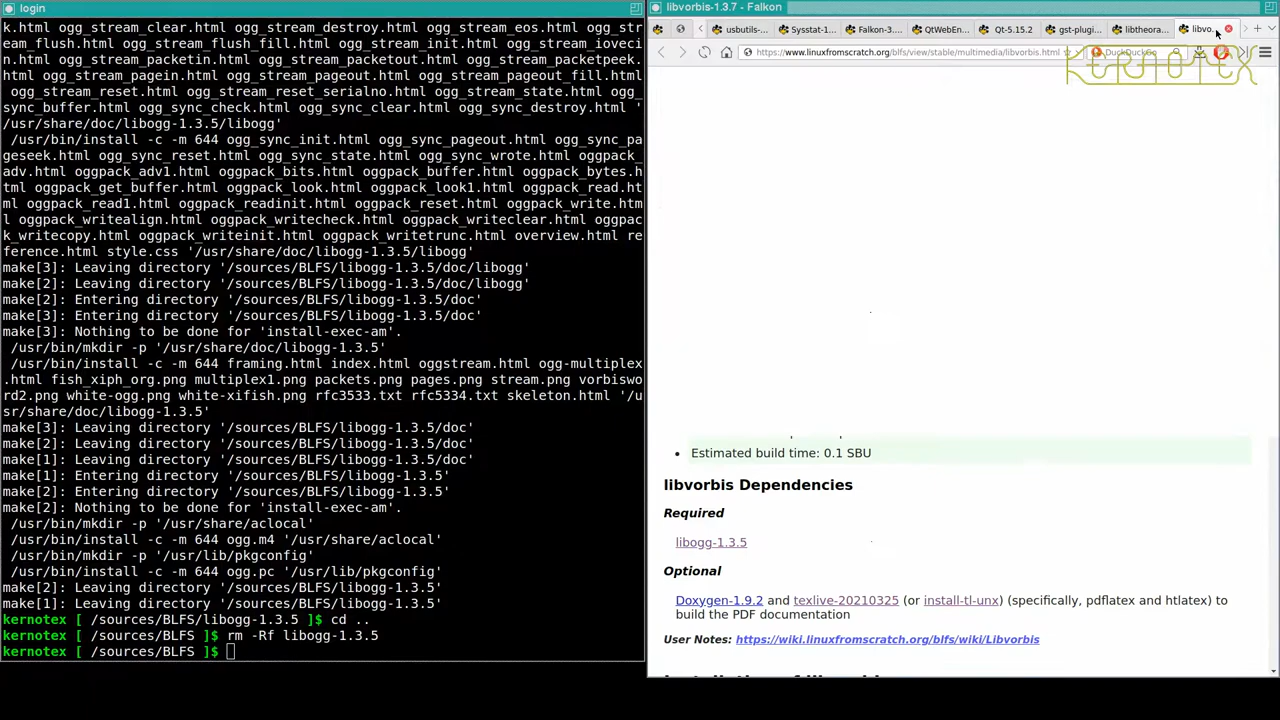 login
k.html ogg_stream_clear.html ogg_stream_destroy.html ogg_stream_eos.html ogg_str
eam_flush.html ogg_stream_flush_fill.html ogg_stream_init.html ogg_stream_ioveci
n.html ogg_stream_packetin.html ogg_stream_packetout.html ogg_stream_packetpeek.
html ogg_stream_pagein.html ogg_stream_pageout.html ogg_stream_pageout_fill.html
 ogg_stream_reset.html ogg_stream_reset_serialno.html ogg_stream_state.html ogg_
sync_buffer.html ogg_sync_check.html ogg_sync_clear.html ogg_sync_destroy.html '
/usr/share/doc/libogg-1.3.5/libogg'
 /usr/bin/install -c -m 644 ogg_sync_init.html ogg_sync_pageout.html ogg_sync_pa
geseek.html ogg_sync_reset.html ogg_sync_state.html ogg_sync_wrote.html oggpack_
adv.html oggpack_adv1.html oggpack_bits.html oggpack_buffer.html oggpack_bytes.h
tml oggpack_get_buffer.html oggpack_look.html oggpack_look1.html oggpack_read.ht
ml oggpack_read1.html oggpack_readinit.html oggpack_reset.html oggpack_write.htm
l oggpack_writealign.html oggpack_writecheck.html oggpack_writeclear.html oggpac
k_writecopy.html oggpack_writeinit.html oggpack_writetrunc.html overview.html re
ference.html style.css '/usr/share/doc/libogg-1.3.5/libogg'
make[3]: Leaving directory '/sources/BLFS/libogg-1.3.5/doc/libogg'
make[2]: Leaving directory '/sources/BLFS/libogg-1.3.5/doc/libogg'
make[2]: Entering directory '/sources/BLFS/libogg-1.3.5/doc'
make[3]: Entering directory '/sources/BLFS/libogg-1.3.5/doc'
make[3]: Nothing to be done for 'install-exec-am'.
 /usr/bin/mkdir -p '/usr/share/doc/libogg-1.3.5'
 /usr/bin/install -c -m 644 framing.html index.html oggstream.html ogg-multiplex
.html fish_xiph_org.png multiplex1.png packets.png pages.png stream.png vorbiswo
rd2.png white-ogg.png white-xifish.png rfc3533.txt rfc5334.txt skeleton.html '/u
sr/share/doc/libogg-1.3.5'
make[3]: Leaving directory '/sources/BLFS/libogg-1.3.5/doc'
make[2]: Leaving directory '/sources/BLFS/libogg-1.3.5/doc'
make[1]: Leaving directory '/sources/BLFS/libogg-1.3.5/doc'
make[1]: Entering directory '/sources/BLFS/libogg-1.3.5'
make[2]: Entering directory '/sources/BLFS/libogg-1.3.5'
make[2]: Nothing to be done for 'install-exec-am'.
 /usr/bin/mkdir -p '/usr/share/aclocal'
 /usr/bin/install -c -m 644 ogg.m4 '/usr/share/aclocal'
 /usr/bin/mkdir -p '/usr/lib/pkgconfig'
 /usr/bin/install -c -m 644 ogg.pc '/usr/lib/pkgconfig'
make[2]: Leaving directory '/sources/BLFS/libogg-1.3.5'
make[1]: Leaving directory '/sources/BLFS/libogg-1.3.5'
kernotex [ /sources/BLFS/libogg-1.3.5 ]$ cd ..
kernotex [ /sources/BLFS ]$ rm -Rf libogg-1.3.5
kernotex [ /sources/BLFS ]$
libvorbis-1.3.7 - Falkon
usbutils-... Sysstat-1... Falkon-3.... QtWebEn... Qt-5.15.2 gst-plugi... libtheora... libvo...
https://www.linuxfromscratch.org/blfs/view/stable/multimedia/libvorbis.html DuckDuckGo
KERNOTEX
• Estimated build time: 0.1 SBU
libvorbis Dependencies
Required
libogg-1.3.5
Optional
Doxygen-1.9.2 and texlive-20210325 (or install-tl-unx) (specifically, pdflatex and htlatex) to
build the PDF documentation
User Notes: https://wiki.linuxfromscratch.org/blfs/wiki/Libvorbis